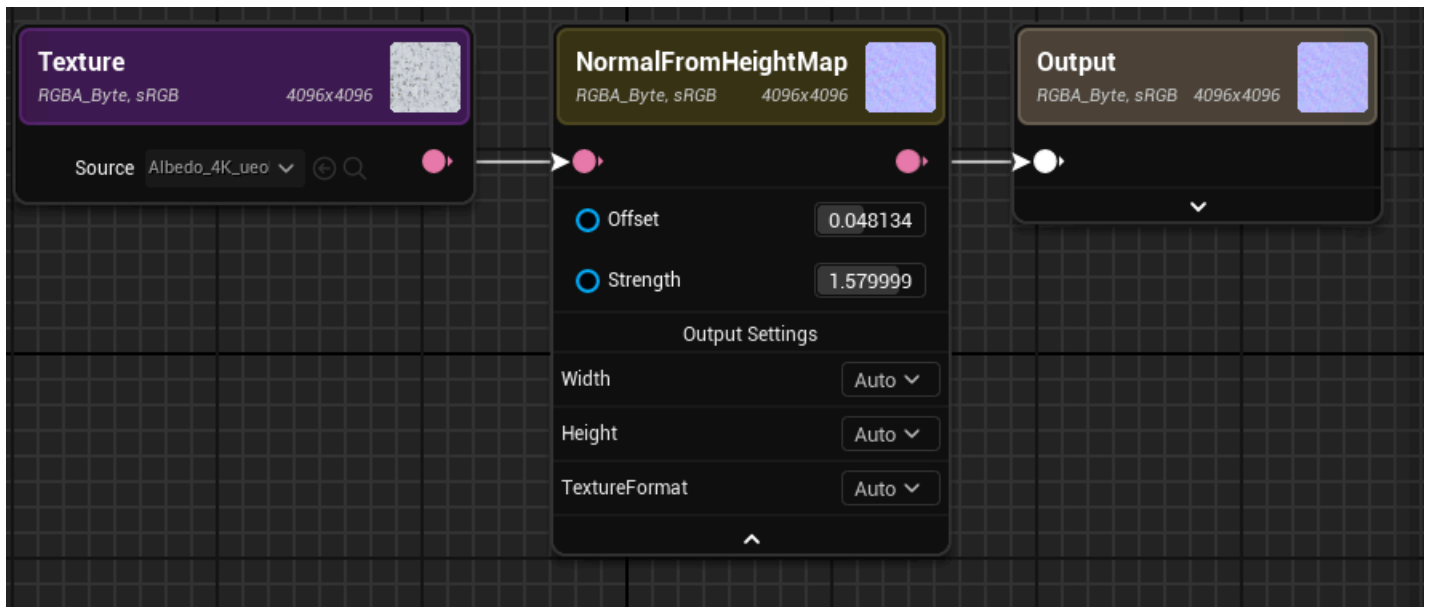 Texture
RGBA_Byte, sRGB 4096x4096
Source Albedo_4K_ueo
NormalFromHeightMap
RGBA_Byte, sRGB 4096x4096
Offset 0.048134
Strength 1.579999
Output Settings
Width Auto
Height Auto
TextureFormat Auto
Output
RGBA_Byte, sRGB 4096x4096